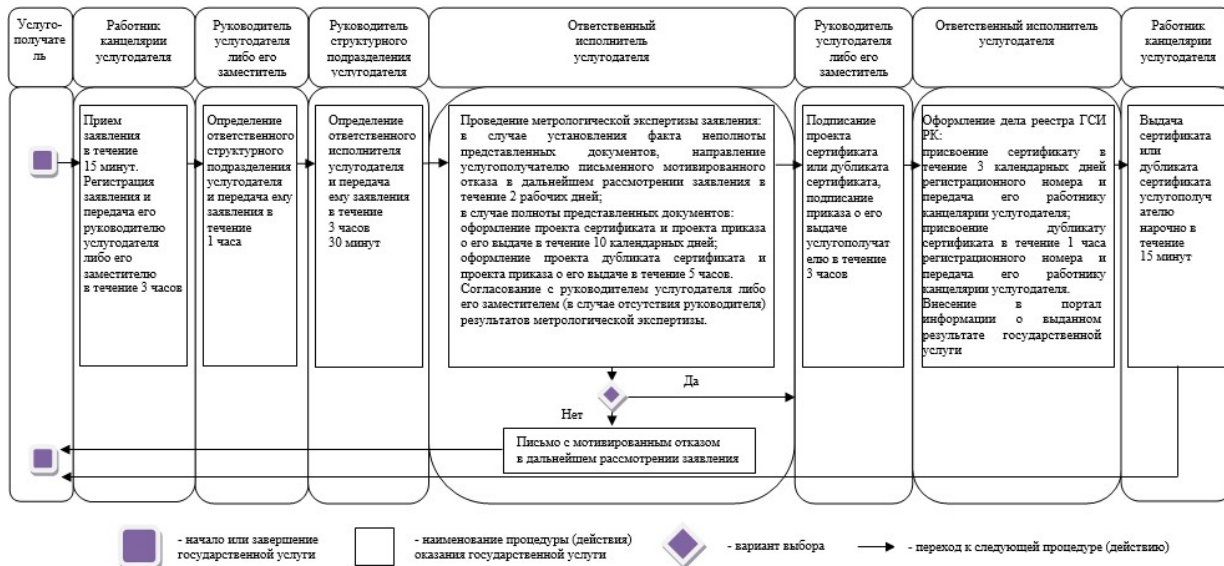 Услуго-
получате
ль
Работник
канцелярии
услугодателя
Руководитель
услугодателя
либо его
заместитель
Руководитель
структурного
подразделения
услугодателя
Ответственный
исполнитель
услугодателя
Руководитель
услугодателя
либо его
заместитель
Ответственный исполнитель
услугодателя
Работник
канцелярии
услугодателя
Прием
заявления
в течение
15 минут.
Регистрация
заявления и
передача его
руководителю
услугодателя
либо его
заместителю
в течение 3 часов
Определение
ответственного
структурного
подразделения
услугодателя
и передача ему
заявления в
течение
1 часа
Определение
ответственного
исполнителя
услугодателя
и передача
ему заявления
в течение
3 часов
30 минут
Проведение метрологической экспертизы заявления:
в случае установления факта неполноты
представленных документов, направление
услугополучателю письменного мотивированного
отказа в дальнейшем рассмотрении заявления в
течение 2 рабочих дней;
в случае полноты представленных документов:
оформление проекта сертификата и проекта приказа
о его выдаче в течение 10 календарных дней;
оформление проекта дубликата сертификата и
проекта приказа о его выдаче в течение 5 часов.
Согласование с руководителем услугодателя либо
его заместителем (в случае отсутствия руководителя)
результатов метрологической экспертизы.
Подписание
проекта
сертификата
или дубликата
сертификата,
подписание
приказа о его
выдаче
услугополучат
елю в течение
3 часов
Оформление дела реестра ГСИ
РК:
присвоение сертификату в
течение 3 календарных дней
регистрационного номера и
передача его работнику
канцелярии услугодателя;
присвоение дубликату
сертификата в течение 1 часа
регистрационного номера и
передача его работнику
канцелярии услугодателя.
Внесение в портал
информации о выданном
результате государственной
услуги
Выдача
сертификата
или
дубликата
сертификата
услугополуч
ателю
нарочно в
течение
15 минут
Да
Нет
Письмо с мотивированным отказом
в дальнейшем рассмотрении заявления
- начало или завершение
государственной услуги
- наименование процедуры (действия)
оказания государственной услуги
- вариант выбора
- переход к следующей процедуре (действию)